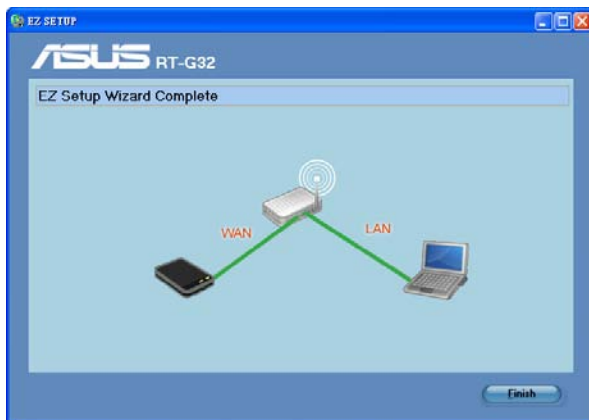 EZ SETUP
ASUS RT-G32
EZ Setup Wizard Complete
WAN
LAN
Finish